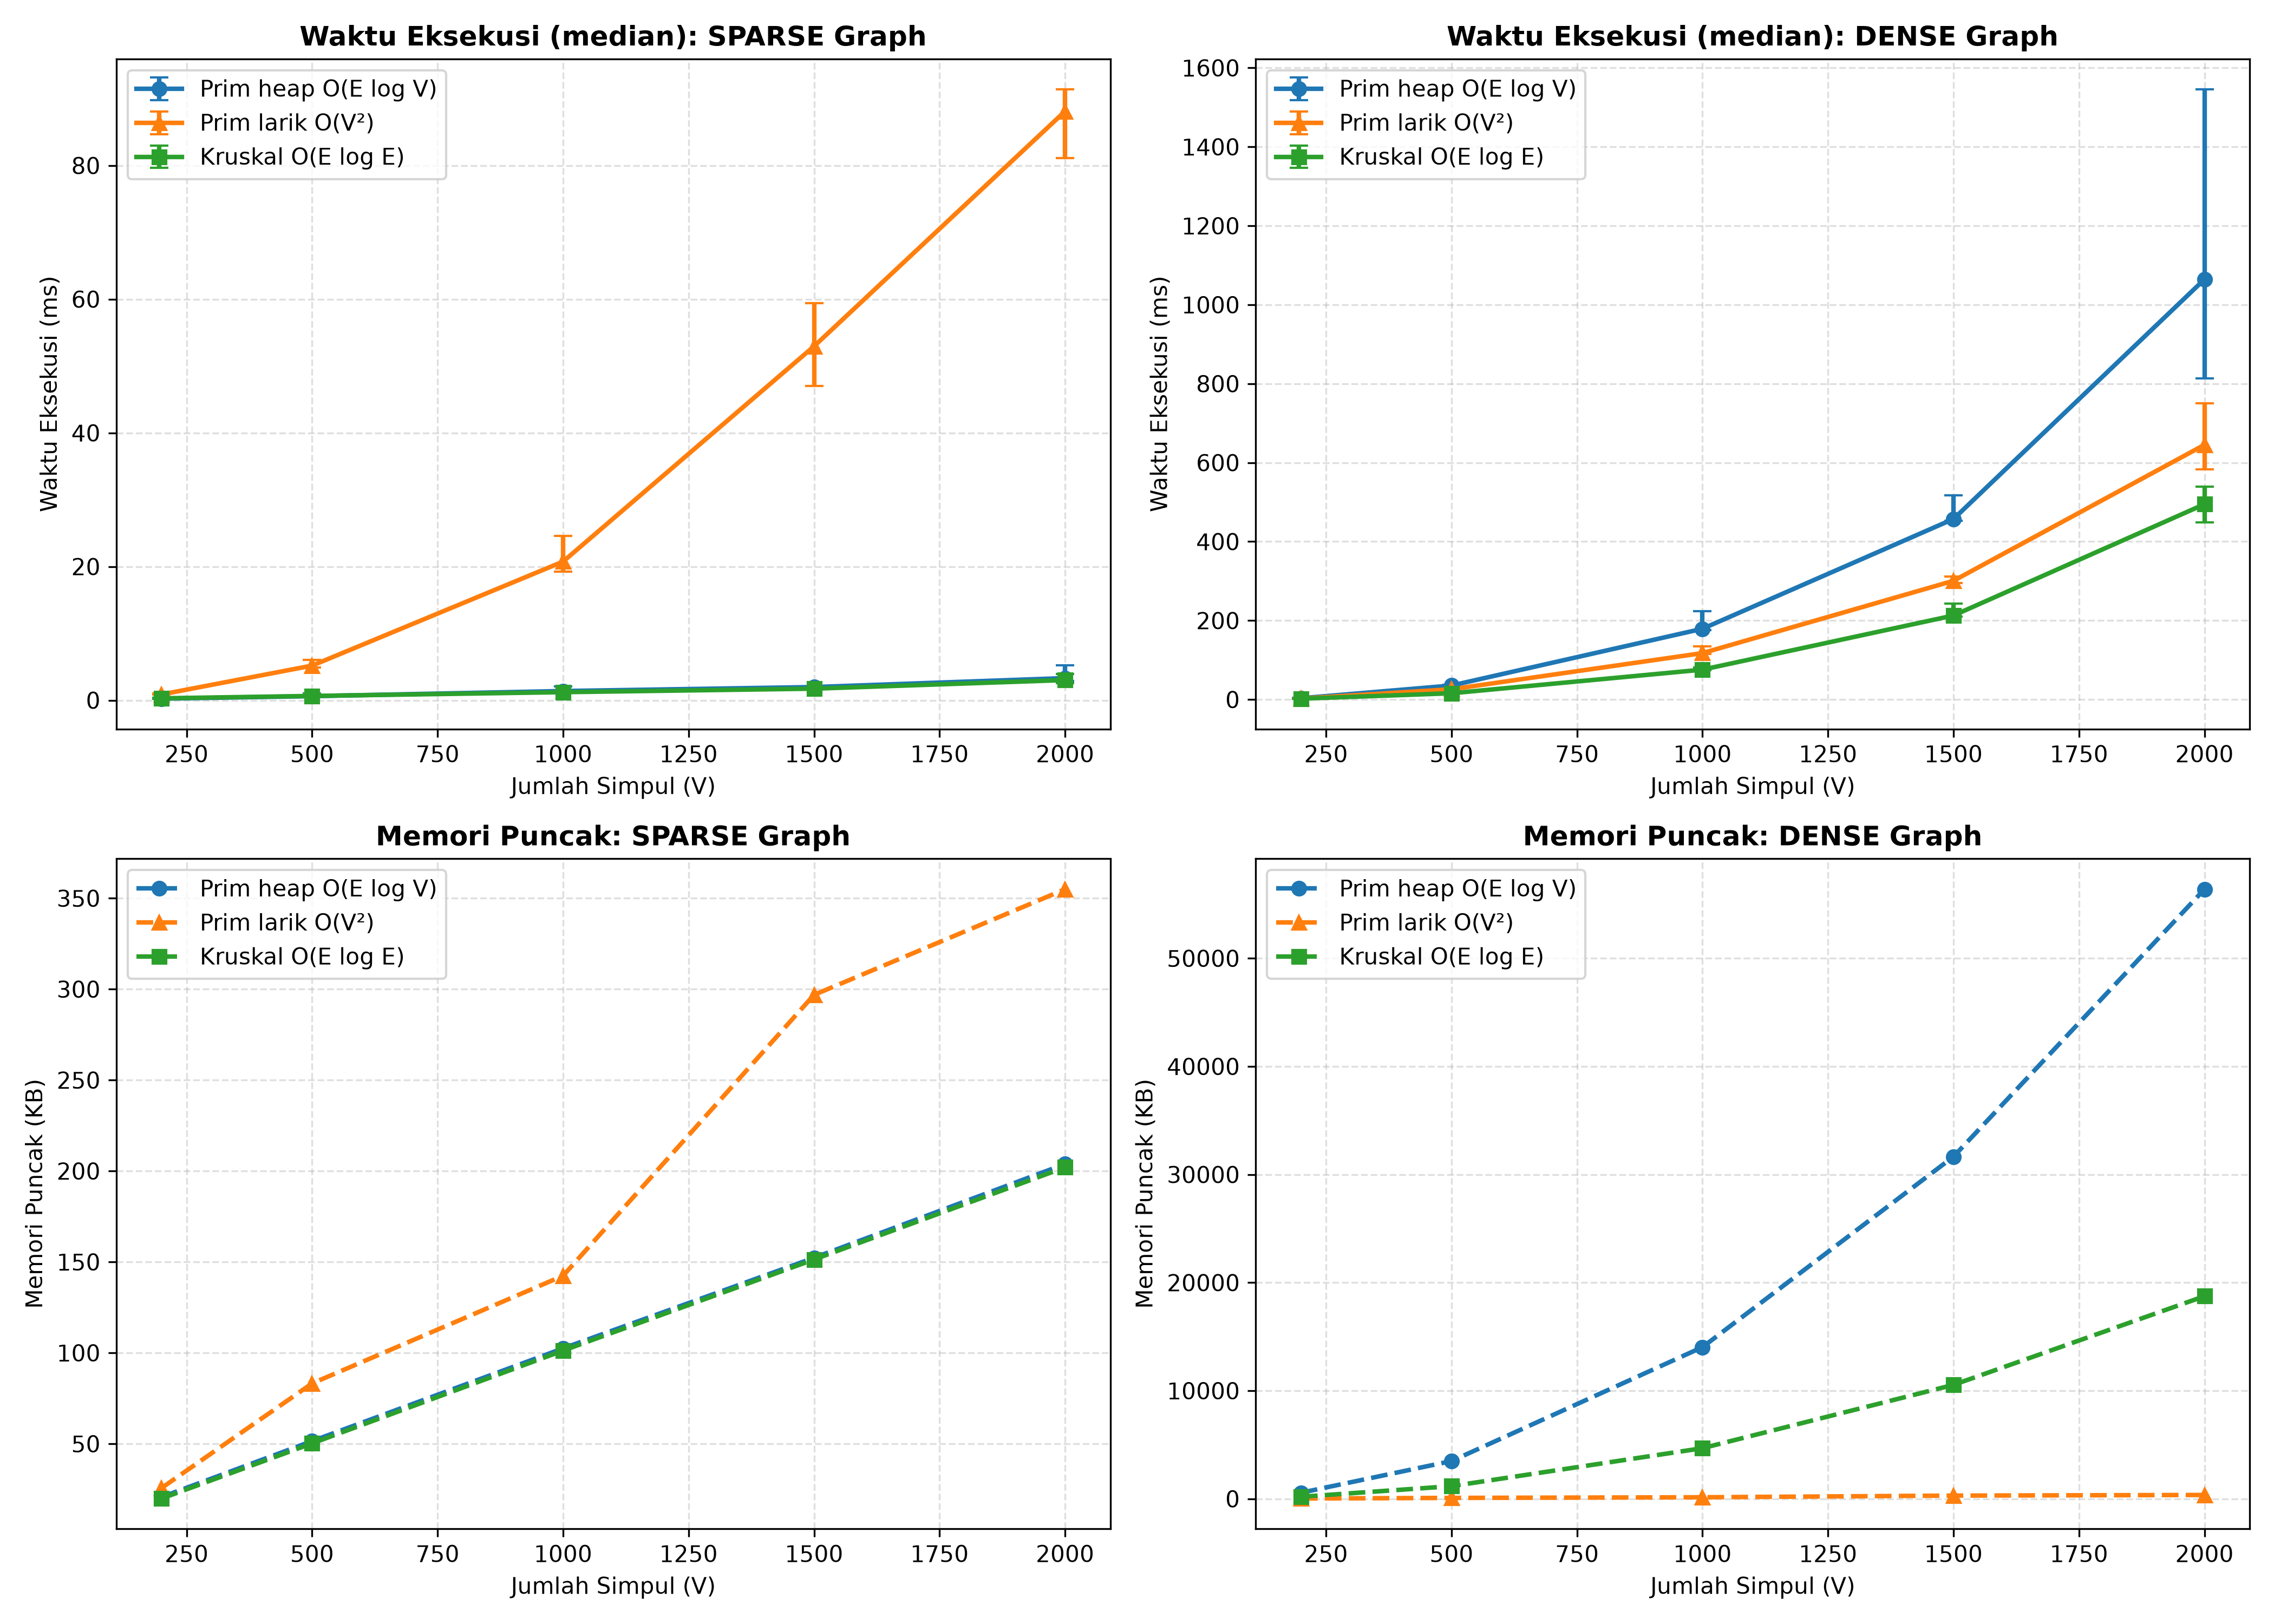 Waktu Eksekusi (median): SPARSE Graph
Prim heap O(E log V)
Prim larik O(V²)
Kruskal O(E log E)
Waktu Eksekusi (ms)
80
60
40
20
0
250 500 750 1000 1250 1500 1750 2000
Jumlah Simpul (V)
Waktu Eksekusi (median): DENSE Graph
Prim heap O(E log V)
Prim larik O(V²)
Kruskal O(E log E)
Waktu Eksekusi (ms)
1600
1400
1200
1000
800
600
400
200
0
250 500 750 1000 1250 1500 1750 2000
Jumlah Simpul (V)
Memori Puncak: SPARSE Graph
Prim heap O(E log V)
Prim larik O(V²)
Kruskal O(E log E)
Memori Puncak (KB)
350
300
250
200
150
100
50
250 500 750 1000 1250 1500 1750 2000
Jumlah Simpul (V)
Memori Puncak: DENSE Graph
Prim heap O(E log V)
Prim larik O(V²)
Kruskal O(E log E)
Memori Puncak (KB)
50000
40000
30000
20000
10000
0
250 500 750 1000 1250 1500 1750 2000
Jumlah Simpul (V)